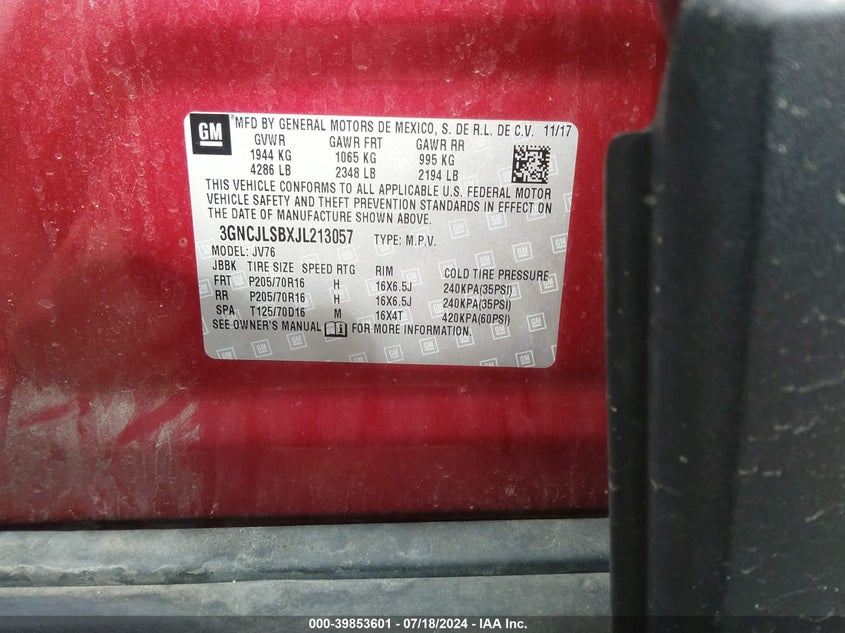 GM MFD BY GENERAL MOTORS DE MEXICO, S. DE R.L. DE C.V. 11/17
GVWR GAWR FRT GAWR RR
1944 KG 1065 KG 995 KG
4286 LB 2348 LB 2194 LB
THIS VEHICLE CONFORMS TO ALL APPLICABLE U.S. FEDERAL MOTOR
VEHICLE SAFETY AND THEFT PREVENTION STANDARDS IN EFFECT ON
THE DATE OF MANUFACTURE SHOWN ABOVE.
3GNCJLSBXJL213057 TYPE: M.P.V.
MODEL: JV76
JBBK TIRE SIZE SPEED RTG RIM COLD TIRE PRESSURE
FRT P205/70R16 H 16X6.5J 240KPA(35PSI)
RR P205/70R16 H 16X6.5J 240KPA(35PSI)
SPA T125/70D16 M 16X4T 420KPA(60PSI)
SEE OWNER'S MANUAL FOR MORE INFORMATION.
000-39853601 - 07/18/2024 - IAA Inc.